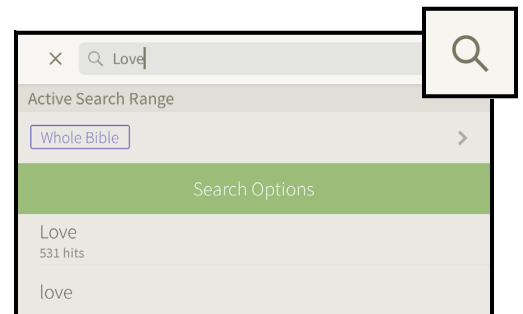 Love
Active Search Range
Whole Bible
Search Options
Love
531 hits
love